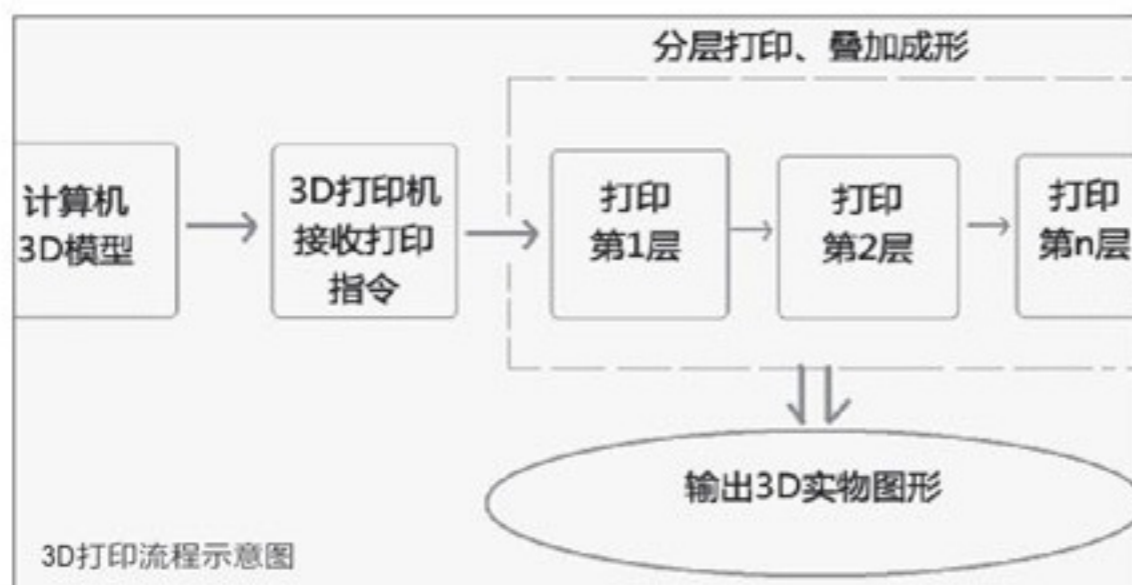 分层打印、叠加成形
计算机
3D模型
3D打印机
接收打印
指令
打印
第1层
打印
第2层
打印
第n层
输出3D实物图形
3D打印流程示意图